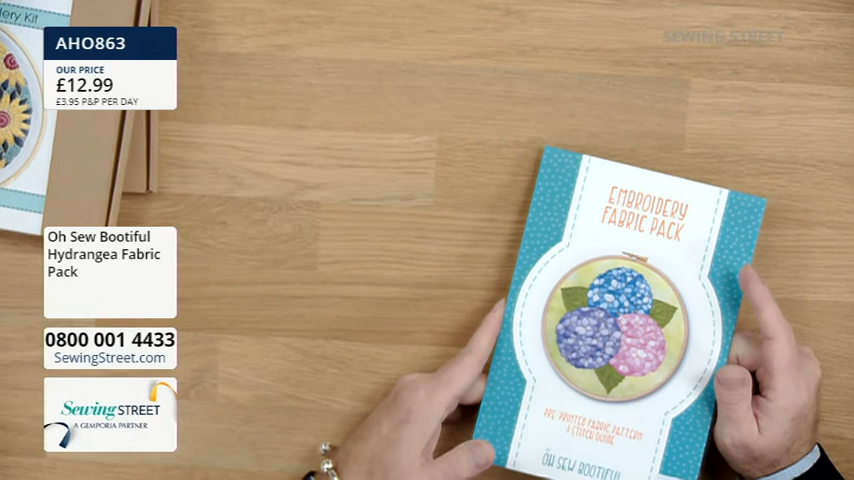 ery Kit
AHO863
OUR PRICE
£12.99
£3.95 P&P PER DAY
SEWING STREET
Oh Sew Bootiful
Hydrangea Fabric
Pack
0800 001 4433
SewingStreet.com
Sewing STREET
A GEMPORIA PARTNER
EMBROIDERY
FABRIC PACK
PRE-PRINTED FABRIC PATTERN
& STITCH GUIDE
OH SEW BOOTIFUL